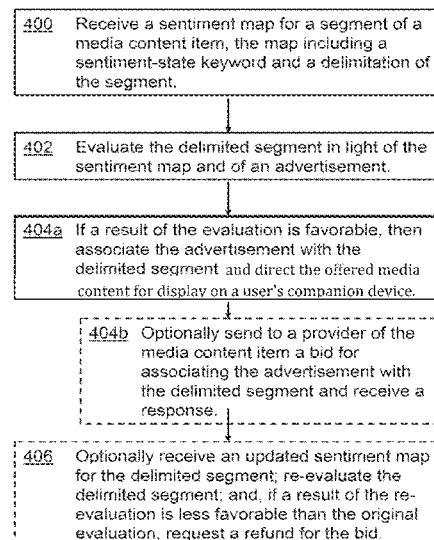 400 Receive a sentiment map for a segment of a
media content item, the map including a
sentiment-state keyword and a delimitation
of the segment.
402 Evaluate the delimited segment in light of the
sentiment map and of an advertisement.
404a If a result of the evaluation is favorable, then
associate the advertisement with the
delimited segment and direct the offered media
content for display on a user's companion device.
404b Optionally send to a provider of the
media content item a bid for
associating the advertisement with
the delimited segment and receive a
response.
406 Optionally receive an updated sentiment map
for the delimited segment; re-evaluate the
delimited segment; and, if a result of the re-
evaluation is less favorable than the original
evaluation, request a refund for the bid.